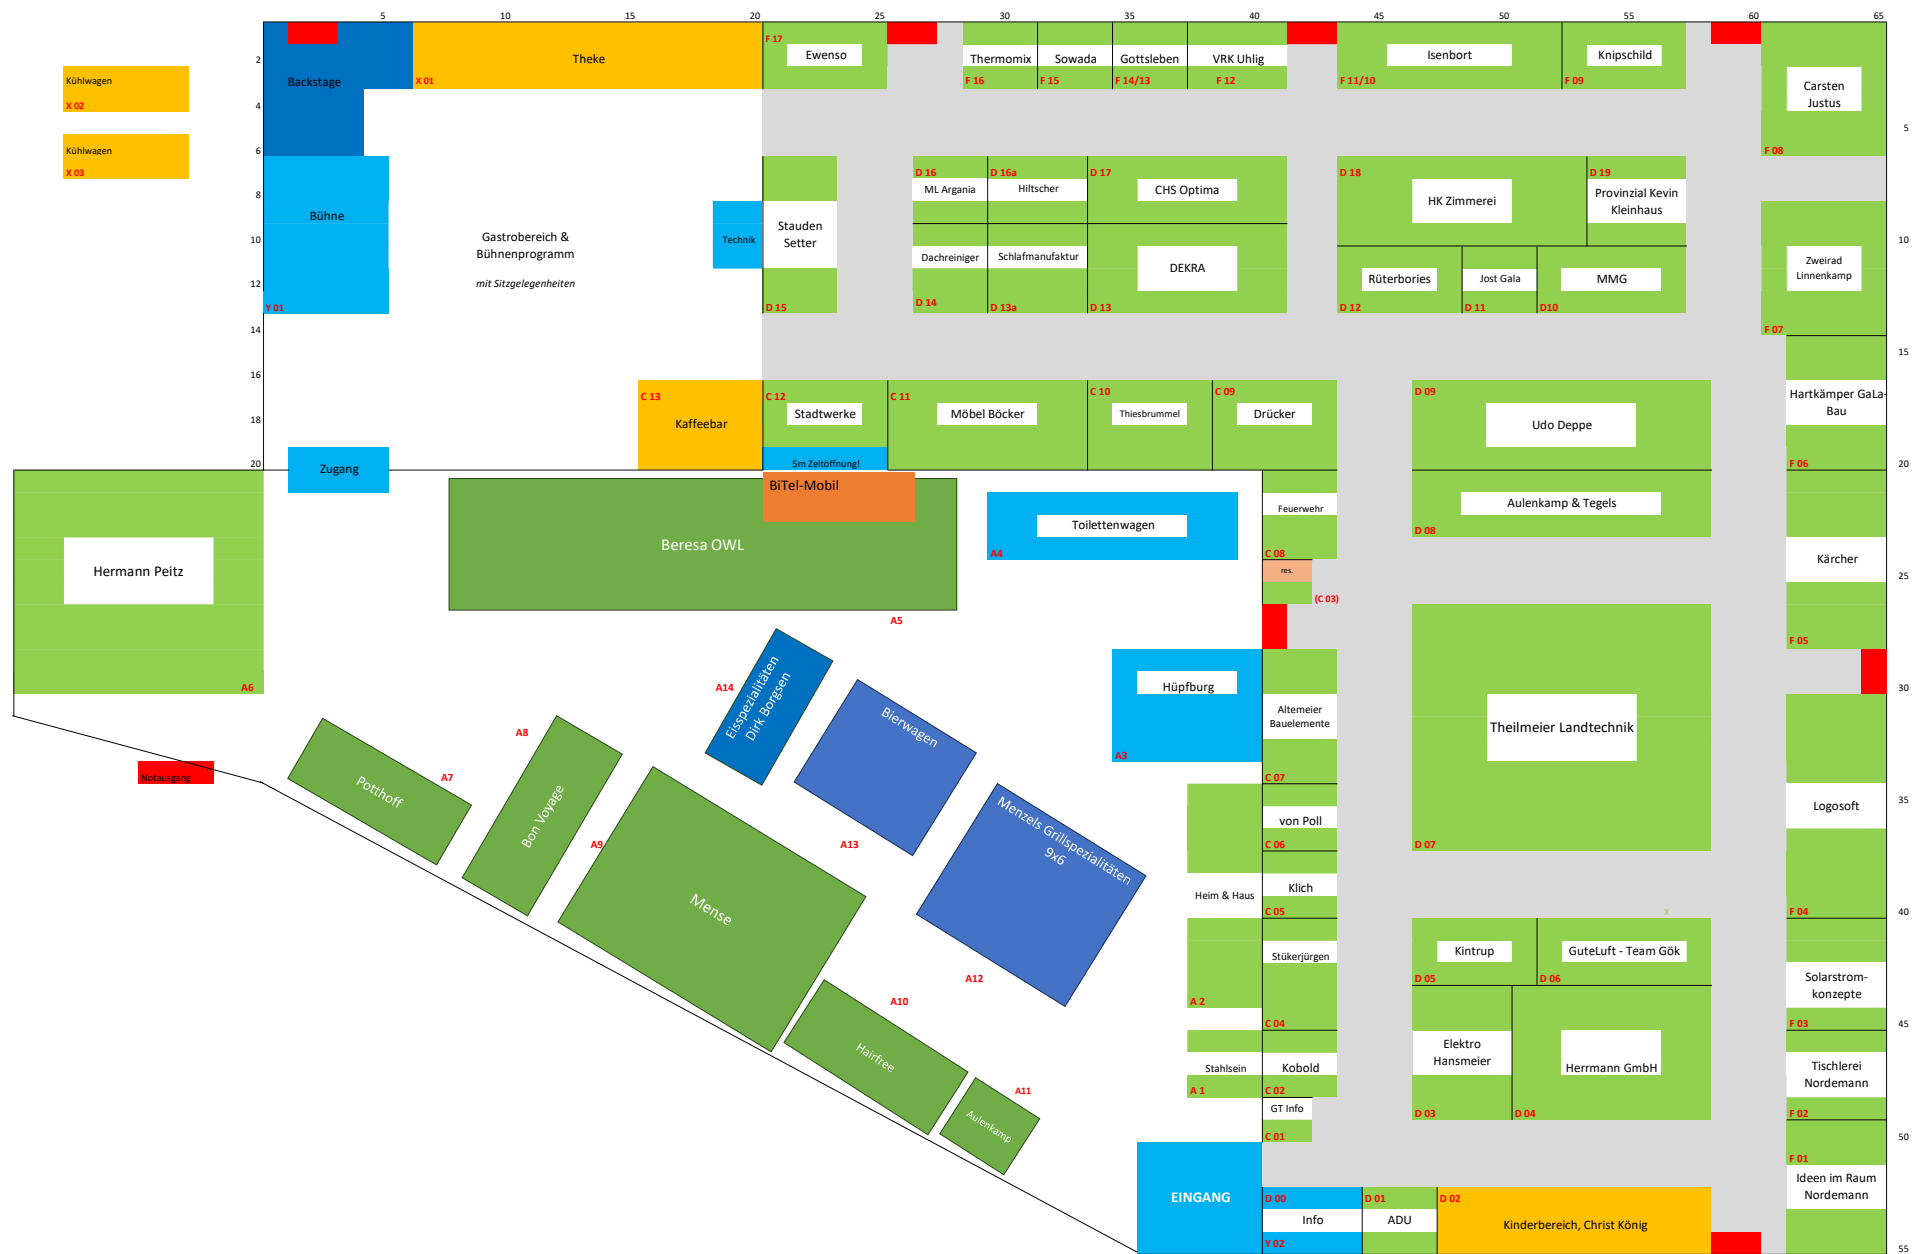 5 10 15 20 25 30 35 40 45 50 55 60 65
2
4
6
8
10
12
14
16
18
20
5
10
15
20
25
30
35
40
45
50
55
Kühlwagen
X 02
Kühlwagen
X 03
Backstage
X 01
Theke
F 17
Ewenso
Thermomix
F 16
Sowada
F 15
Gottsleben
F 14/13
VRK Uhlig
F 12
Isenbort
F 11/10
Knipschild
F 09
Carsten
Justus
F 08
Bühne
Y 01
Gastrobereich &
Bühnenprogramm
mit Sitzgelegenheiten
Technik
Stauden
Setter
D 15
D 16
ML Argania
D 16a
Hiltscher
D 17
CHS Optima
Dachreiniger
D 14
Schlafmanufaktur
D 13a
DEKRA
D 13
D 18
HK Zimmerei
D 19
Provinzial Kevin
Kleinhaus
Rüterbories
D 12
Jost Gala
D 11
MMG
D10
Zweirad
Linnenkamp
F 07
C 13
Kaffeebar
C 12
Stadtwerke
5m Zeltöffnung!
C 11
Möbel Böcker
C 10
Thiesbrummel
C 09
Drücker
D 09
Udo Deppe
Hartkämper GaLa-
Bau
F 06
Zugang
Hermann Peitz
A6
BiTel-Mobil
Beresa OWL
A5
Toilettenwagen
A4
Feuerwehr
C 08
res.
(C 03)
Aulenkamp & Tegels
D 08
Kärcher
F 05
Notausgang
Potthoff
A7
A8
Bon Voyage
A9
Mense
A14
Eisspezialitäten
Dirk Borgsen
Bierwagen
A13
Menzels Grillspezialitäten
9x6
A12
Hüpfburg
A3
Altemeier
Bauelemente
C 07
Theilmeier Landtechnik
D 07
Logosoft
F 04
von Poll
C 06
Heim & Haus
A 2
Klich
C 05
X
Stükerjürgen
C 04
Kintrup
D 05
GuteLuft - Team Gök
D 06
Solarstrom-
konzepte
F 03
A10
Hairfree
A11
Aulenkamp
Stahlsein
A 1
Kobold
C 02
GT Info
C 01
Elektro
Hansmeier
D 03
Herrmann GmbH
D 04
Tischlerei
Nordemann
F 02
F 01
Ideen im Raum
Nordemann
EINGANG
D 00
Info
Y 02
D 01
ADU
D 02
Kinderbereich, Christ König